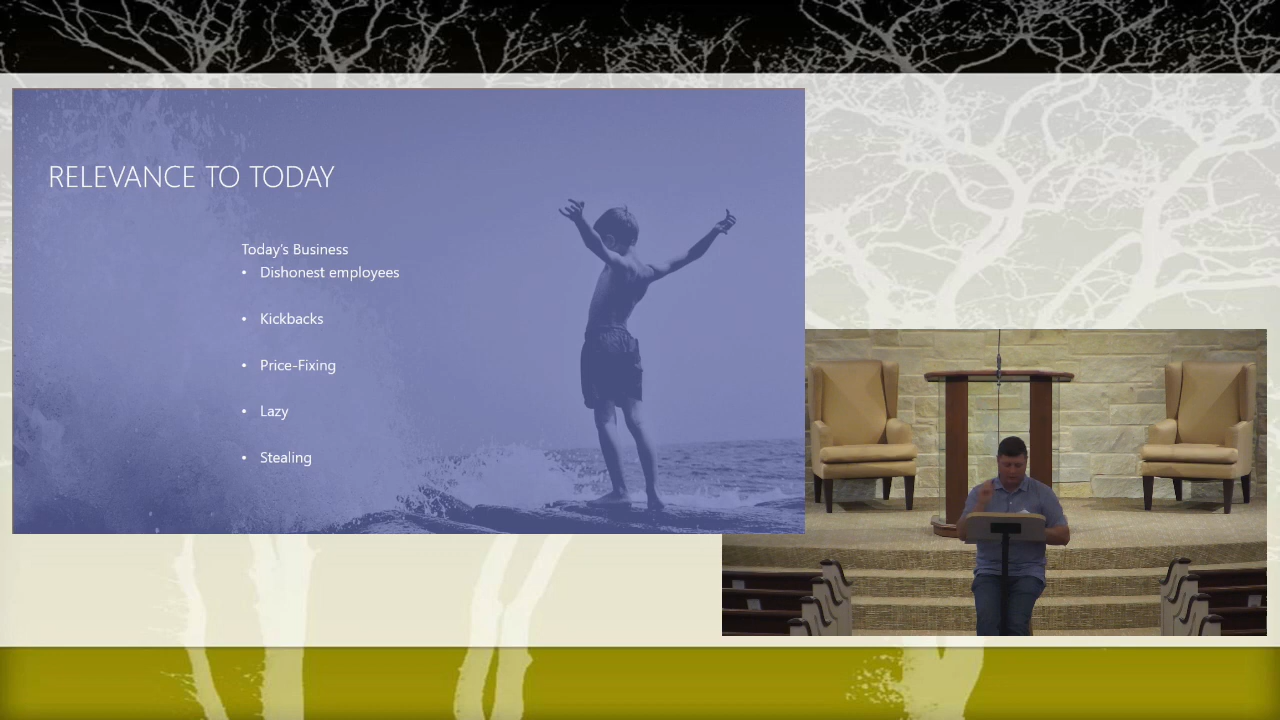 RELEVANCE TO TODAY
Today's Business
• Dishonest employees
• Kickbacks
• Price-Fixing
• Lazy
• Stealing